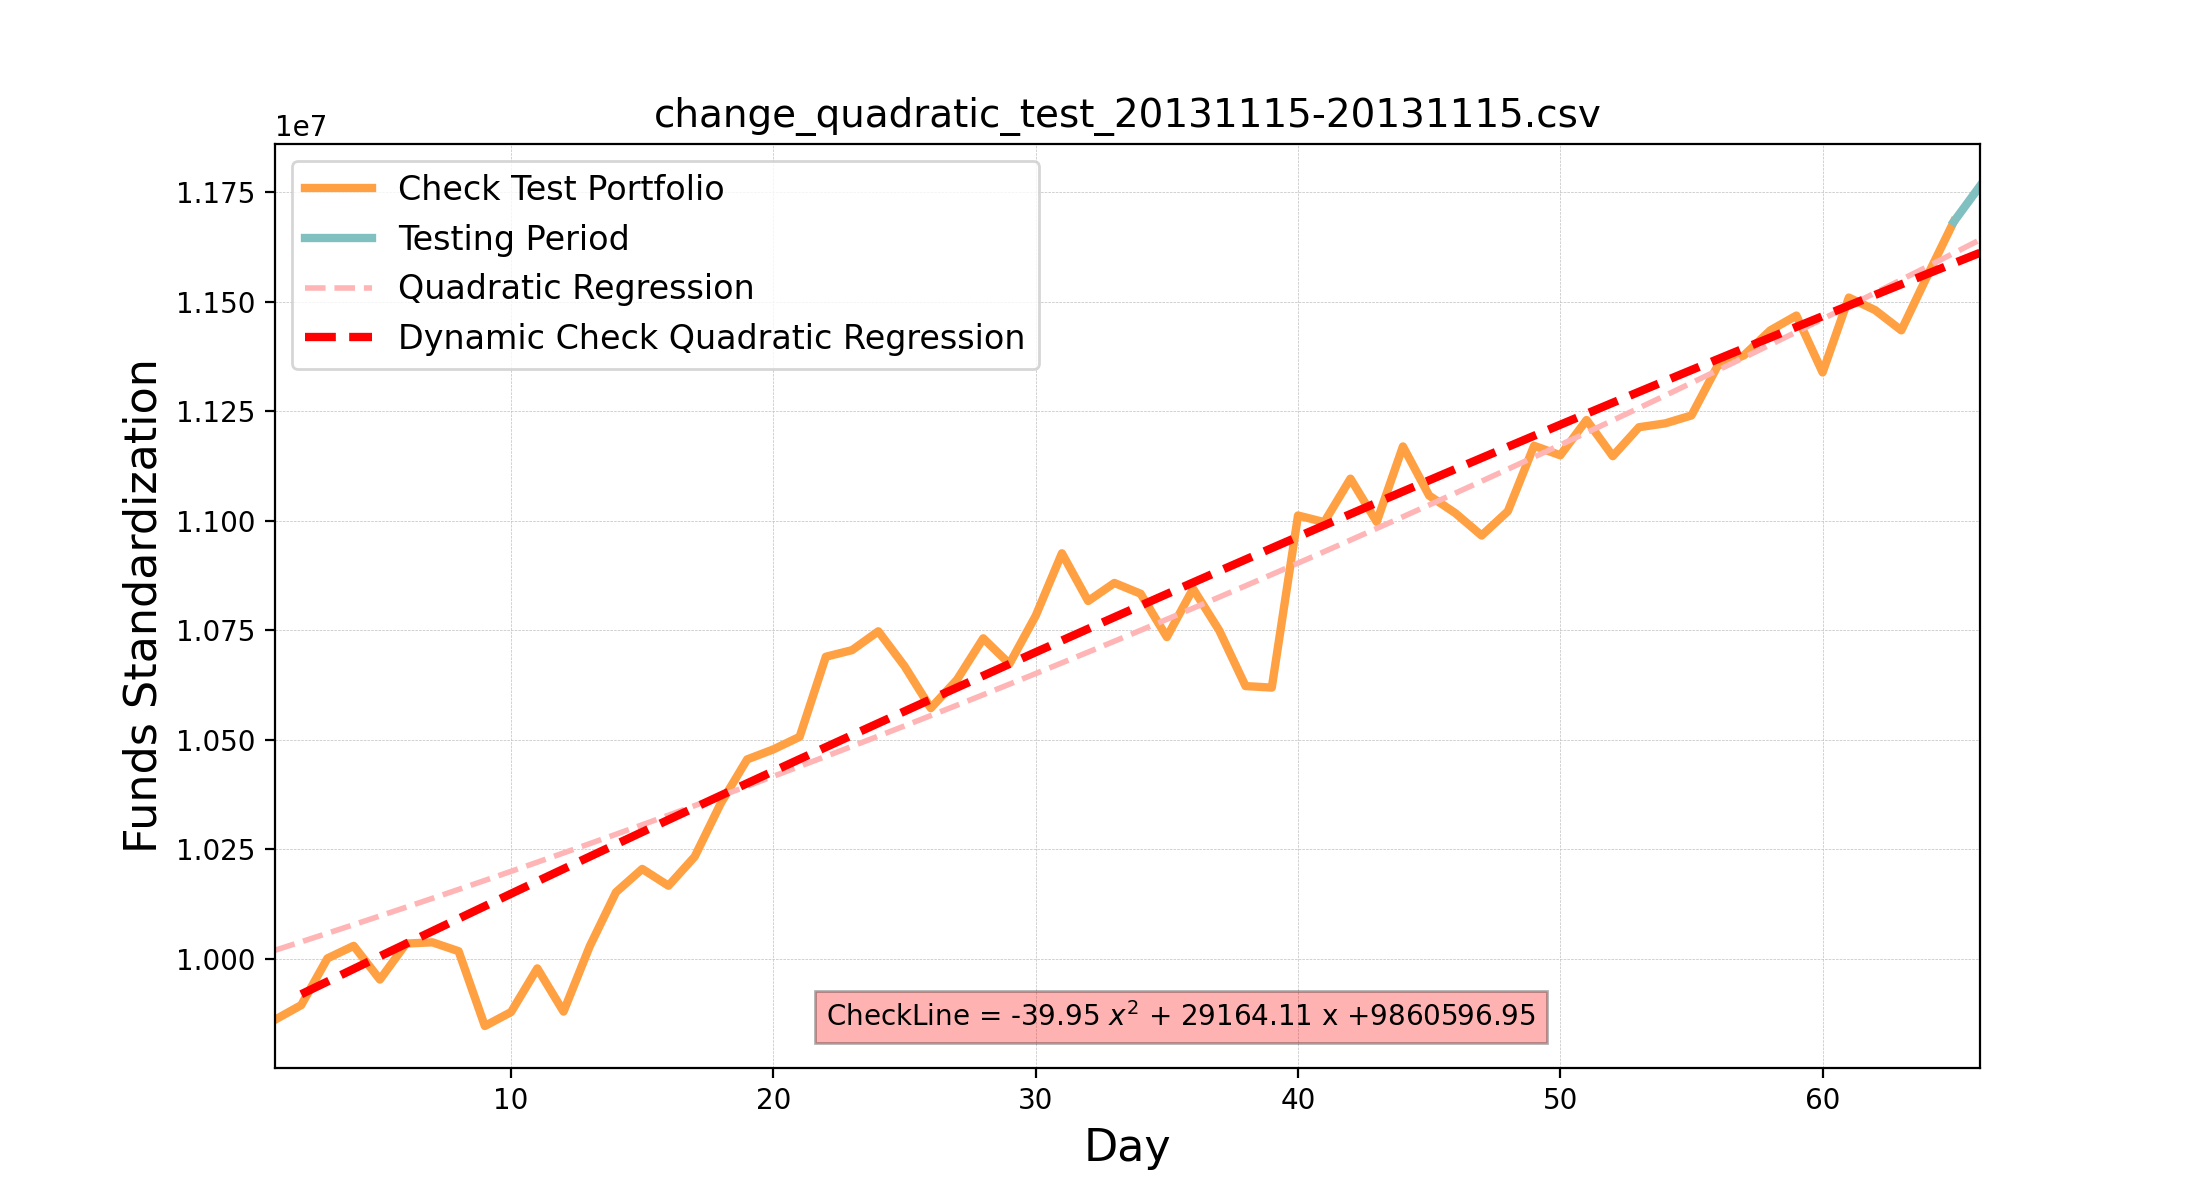 change_quadratic_test_20131115-20131115.csv
1e7
Check Test Portfolio
Testing Period
Quadratic Regression
Dynamic Check Quadratic Regression
Funds Standardization
1.175
1.150
1.125
1.100
1.075
1.050
1.025
1.000
CheckLine = -39.95 x² + 29164.11 x +9860596.95
10 20 30 40 50 60
Day